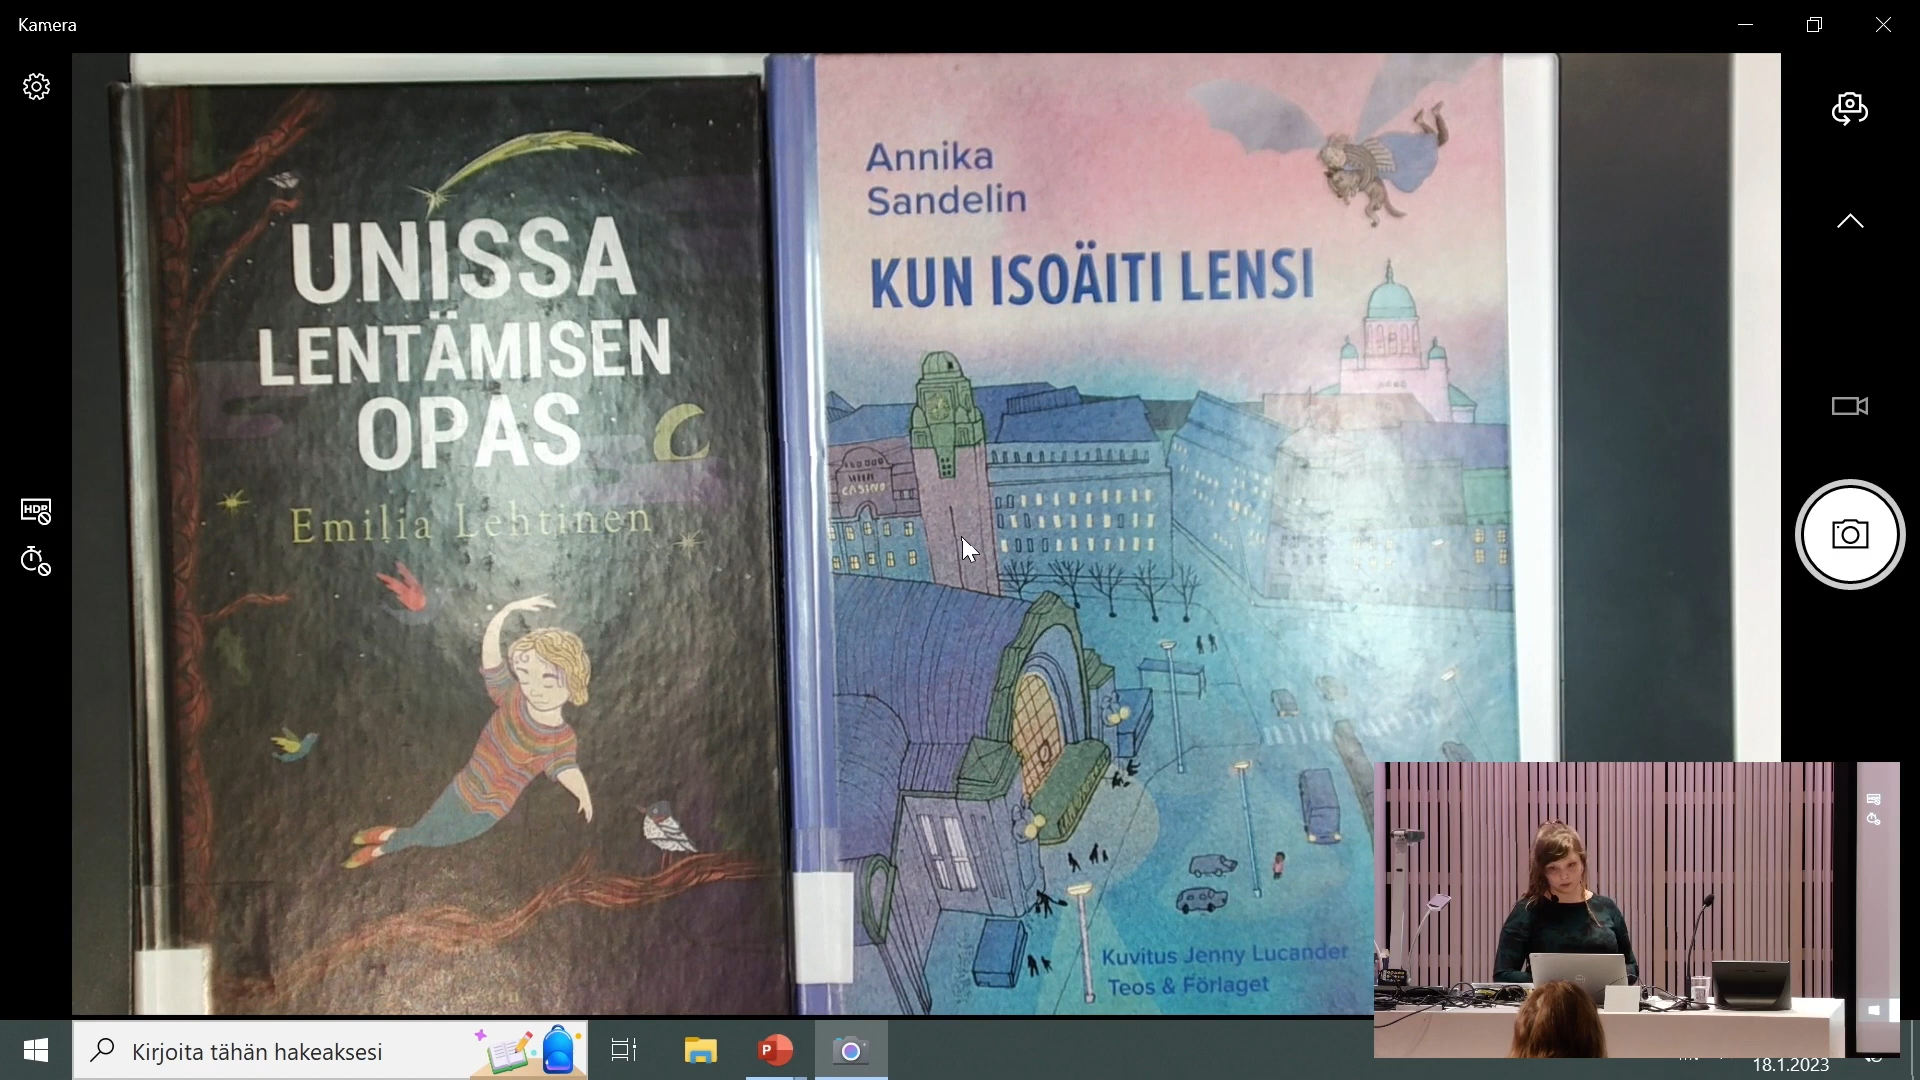 Kamera
UNISSA
LENTÄMISEN
OPAS
Emilia Lehtinen
Annika
Sandelin
KUN ISOÄITI LENSI
CASINO
Kuvitus Jenny Lucander
Teos & Förlaget
HDR
Kirjoita tähän hakeaksesi
P
18.1.2023